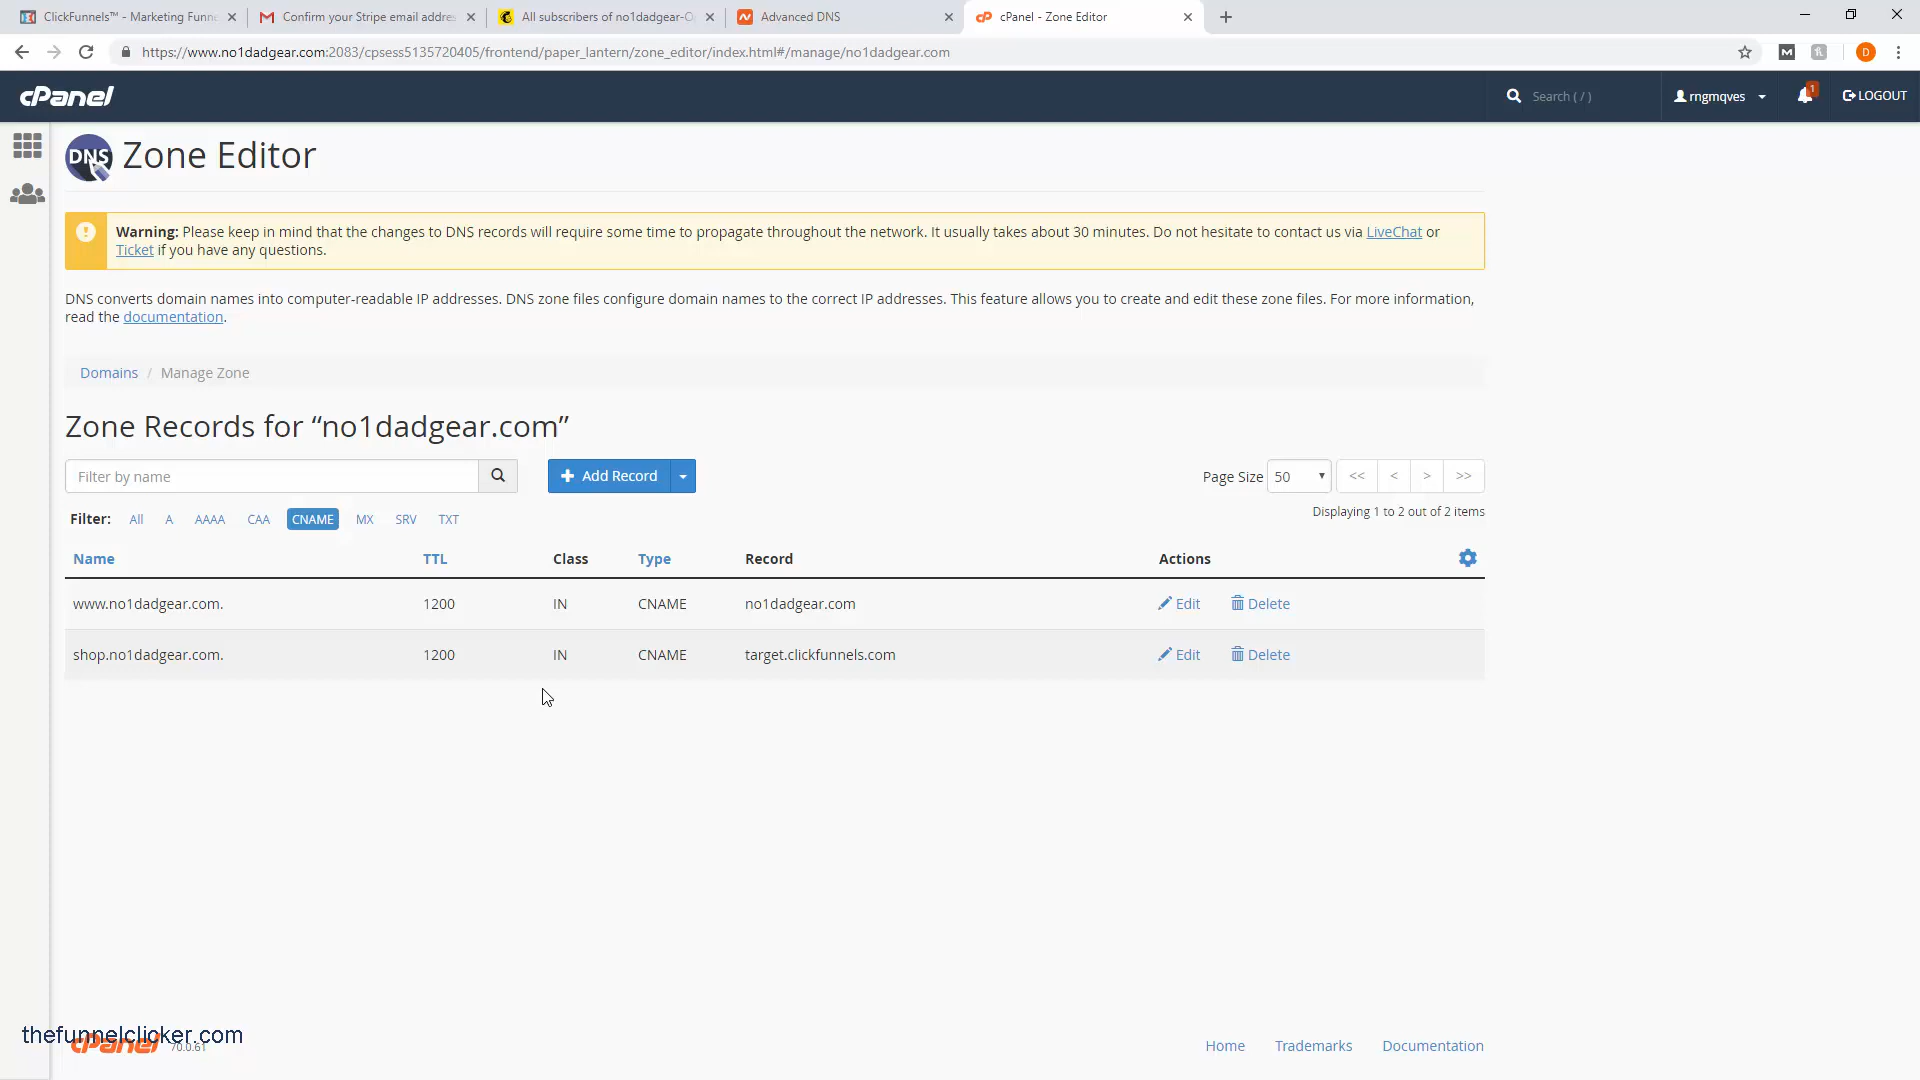 ClickFunnels™ - Marketing Funn
Confirm your Stripe email addres
All subscribers of no1dadgear-O
Advanced DNS
cPanel - Zone Editor
https://www.no1dadgear.com:2083/cpsess5135720405/frontend/paper_lantern/zone_editor/index.html#/manage/no1dadgear.com
M
D
cPanel
Search ( / )
rngmqves
1
LOGOUT
DNS
Zone Editor
Warning: Please keep in mind that the changes to DNS records will require some time to propagate throughout the network. It usually takes about 30 minutes. Do not hesitate to contact us via LiveChat or
Ticket if you have any questions.
DNS converts domain names into computer-readable IP addresses. DNS zone files configure domain names to the correct IP addresses. This feature allows you to create and edit these zone files. For more information,
read the documentation.
Domains / Manage Zone
Zone Records for “no1dadgear.com”
Filter by name
+ Add Record
Page Size 50 << < > >>
Displaying 1 to 2 out of 2 items
Filter: All A AAAA CAA CNAME MX SRV TXT
Name TTL Class Type Record Actions
www.no1dadgear.com. 1200 IN CNAME no1dadgear.com Edit Delete
shop.no1dadgear.com. 1200 IN CNAME target.clickfunnels.com Edit Delete
thefunnelclicker.com
cPanel 70.0.61
Home Trademarks Documentation